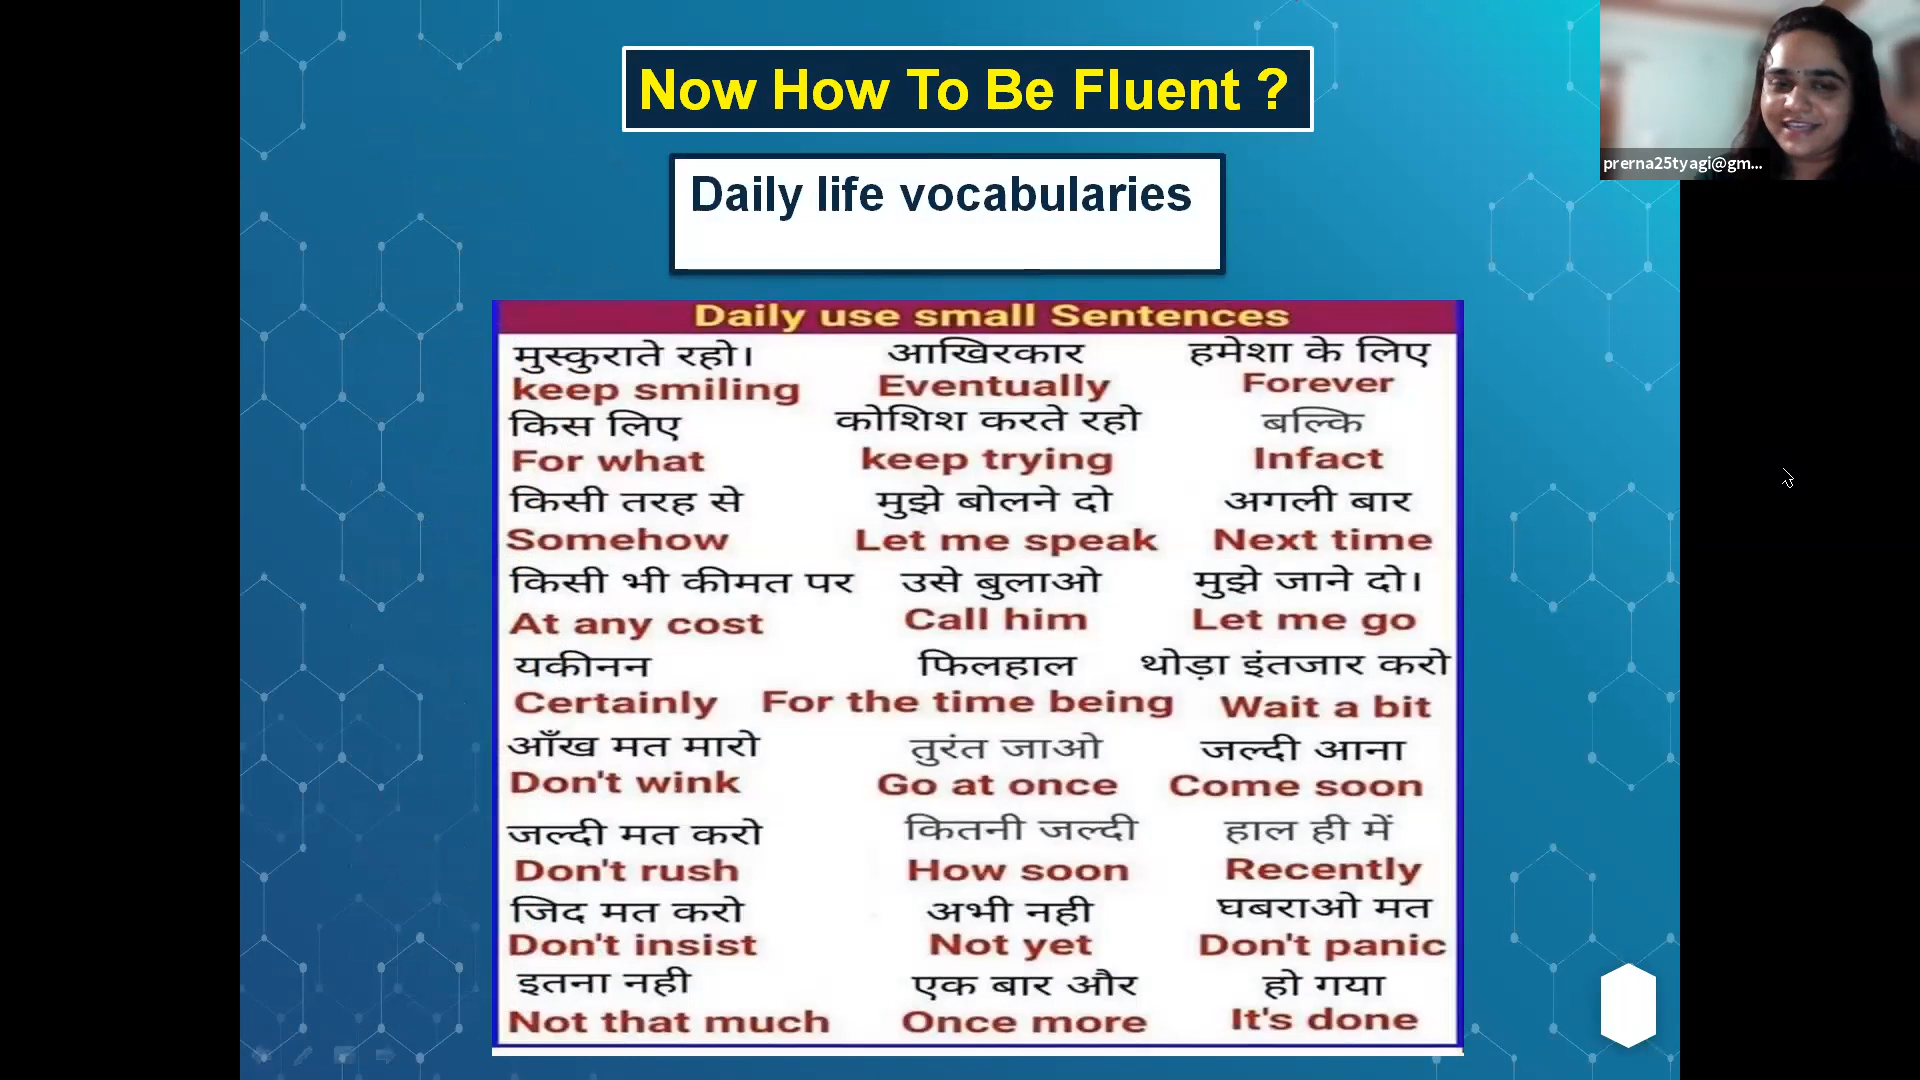 Now How To Be Fluent ?
prerna25tyagi@gm...
Daily life vocabularies
Daily use small Sentences
मुस्कुराते रहो। आखिरकार हमेशा के लिए
keep smiling Eventually Forever
किस लिए कोशिश करते रहो बल्कि
For what keep trying Infact
किसी तरह से मुझे बोलने दो अगली बार
Somehow Let me speak Next time
किसी भी कीमत पर उसे बुलाओ मुझे जाने दो।
At any cost Call him Let me go
यकीनन फिलहाल थोड़ा इंतजार करो
Certainly For the time being Wait a bit
आँख मत मारो तुरंत जाओ जल्दी आना
Don't wink Go at once Come soon
जल्दी मत करो कितनी जल्दी हाल ही में
Don't rush How soon Recently
जिद मत करो अभी नही घबराओ मत
Don't insist Not yet Don't panic
इतना नही एक बार और हो गया
Not that much Once more It's done